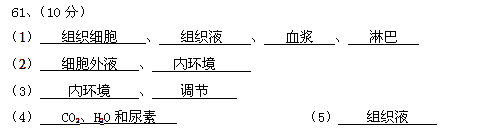 61、(10 分)
(1) 组织细胞 、 组织液 、 血浆 、 淋巴
(2) 细胞外液 、 内环境
(3) 内环境 、 调节
(4) CO₂、H₂O 和尿素 (5) 组织液